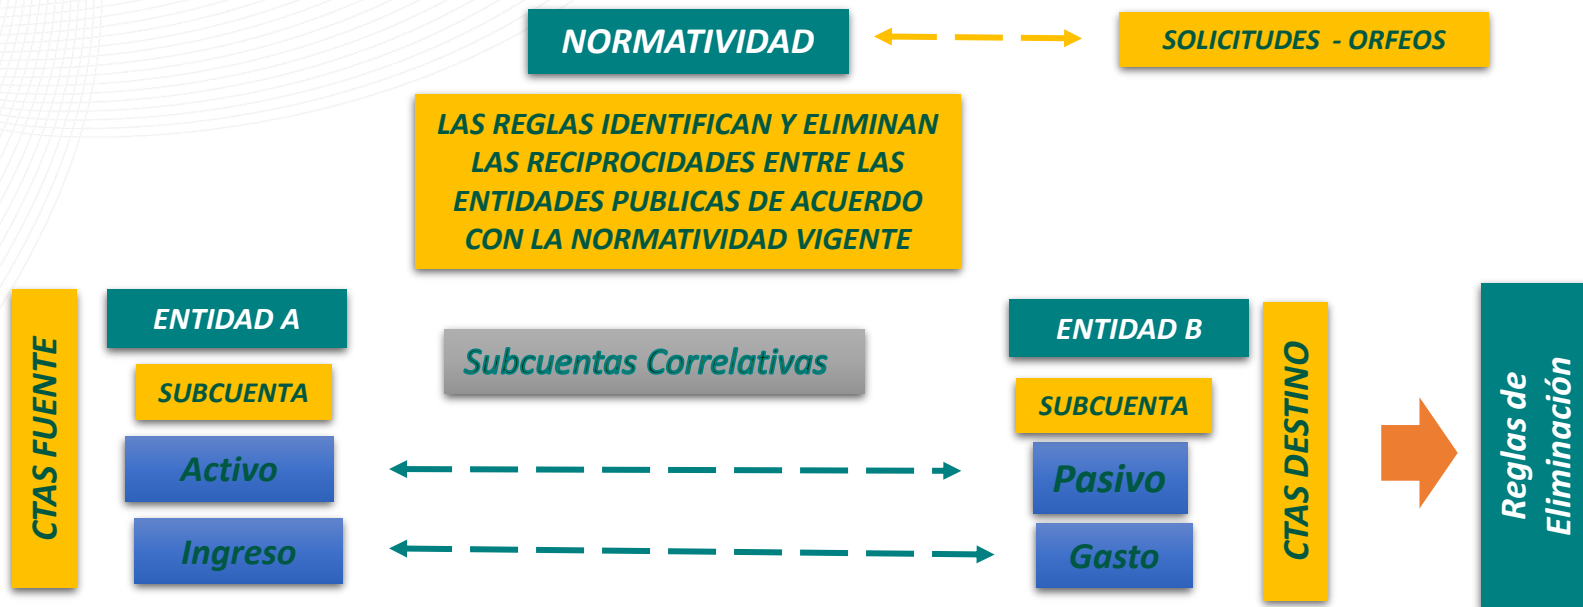 NORMATIVIDAD
SOLICITUDES - ORFEOS
LAS REGLAS IDENTIFICAN Y ELIMINAN
LAS RECIPROCIDADES ENTRE LAS
ENTIDADES PUBLICAS DE ACUERDO
CON LA NORMATIVIDAD VIGENTE
CTAS FUENTE
ENTIDAD A
SUBCUENTA
Activo
Ingreso
Subcuentas Correlativas
ENTIDAD B
SUBCUENTA
Pasivo
Gasto
CTAS DESTINO
Reglas de
Eliminación